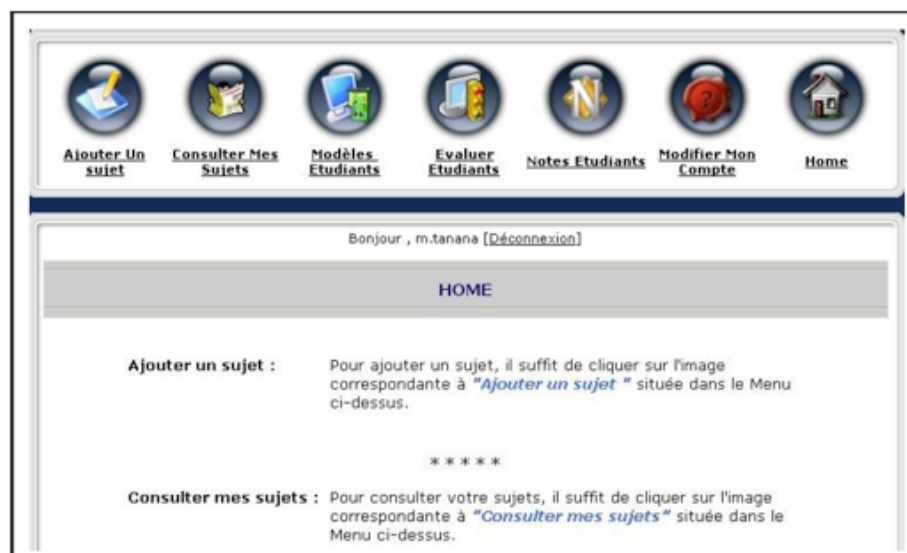 Ajouter Un sujet
Consulter Mes Sujets
Modèles Etudiants
Evaluer Etudiants
N
Notes Etudiants
?
Modifier Mon Compte
Home
Bonjour , m.tanana [Déconnexion]
HOME
Ajouter un sujet :
Pour ajouter un sujet, il suffit de cliquer sur l'image
correspondante à "Ajouter un sujet " située dans le Menu
ci-dessus.
* * * * *
Consulter mes sujets :
Pour consulter votre sujets, il suffit de cliquer sur l'image
correspondante à "Consulter mes sujets" située dans le
Menu ci-dessus.